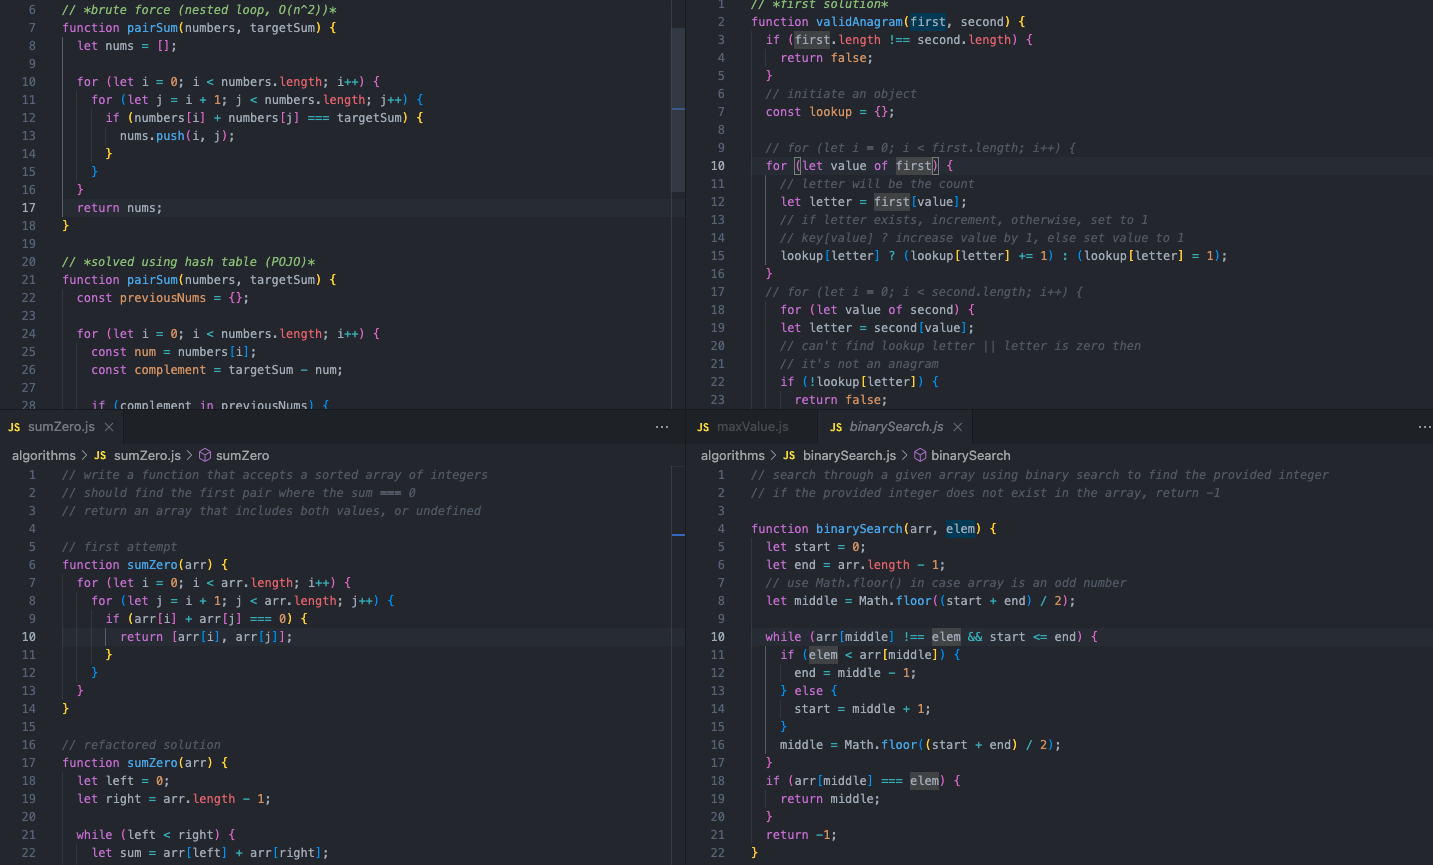 6 // *brute force (nested loop, O(n^2))*
7 function pairSum(numbers, targetSum) {
8 let nums = [];
9
10 for (let i = 0; i < numbers.length; i++) {
11 for (let j = i + 1; j < numbers.length; j++) {
12 if (numbers[i] + numbers[j] === targetSum) {
13 nums.push(i, j);
14 }
15 }
16 }
17 return nums;
18 }
19
20 // *solved using hash table (POJO)*
21 function pairSum(numbers, targetSum) {
22 const previousNums = {};
23
24 for (let i = 0; i < numbers.length; i++) {
25 const num = numbers[i];
26 const complement = targetSum - num;
27
28 if (complement in previousNums) {
1 // *first solution*
2 function validAnagram(first, second) {
3 if (first.length !== second.length) {
4 return false;
5 }
6 // initiate an object
7 const lookup = {};
8
9 // for (let i = 0; i < first.length; i++) {
10 for (let value of first) {
11 // letter will be the count
12 let letter = first[value];
13 // if letter exists, increment, otherwise, set to 1
14 // key[value] ? increase value by 1, else set value to 1
15 lookup[letter] ? (lookup[letter] += 1) : (lookup[letter] = 1);
16 }
17 // for (let i = 0; i < second.length; i++) {
18 for (let value of second) {
19 let letter = second[value];
20 // can't find lookup letter || letter is zero then
21 // it's not an anagram
22 if (!lookup[letter]) {
23 return false;
JS sumZero.js × ···
algorithms > JS sumZero.js > sumZero
1 // write a function that accepts a sorted array of integers
2 // should find the first pair where the sum === 0
3 // return an array that includes both values, or undefined
4
5 // first attempt
6 function sumZero(arr) {
7 for (let i = 0; i < arr.length; i++) {
8 for (let j = i + 1; j < arr.length; j++) {
9 if (arr[i] + arr[j] === 0) {
10 return [arr[i], arr[j]];
11 }
12 }
13 }
14 }
15
16 // refactored solution
17 function sumZero(arr) {
18 let left = 0;
19 let right = arr.length - 1;
20
21 while (left < right) {
22 let sum = arr[left] + arr[right];
JS maxValue.js JS binarySearch.js × ···
algorithms > JS binarySearch.js > binarySearch
1 // search through a given array using binary search to find the provided integer
2 // if the provided integer does not exist in the array, return -1
3
4 function binarySearch(arr, elem) {
5 let start = 0;
6 let end = arr.length - 1;
7 // use Math.floor() in case array is an odd number
8 let middle = Math.floor((start + end) / 2);
9
10 while (arr[middle] !== elem && start <= end) {
11 if (elem < arr[middle]) {
12 end = middle - 1;
13 } else {
14 start = middle + 1;
15 }
16 middle = Math.floor((start + end) / 2);
17 }
18 if (arr[middle] === elem) {
19 return middle;
20 }
21 return -1;
22 }